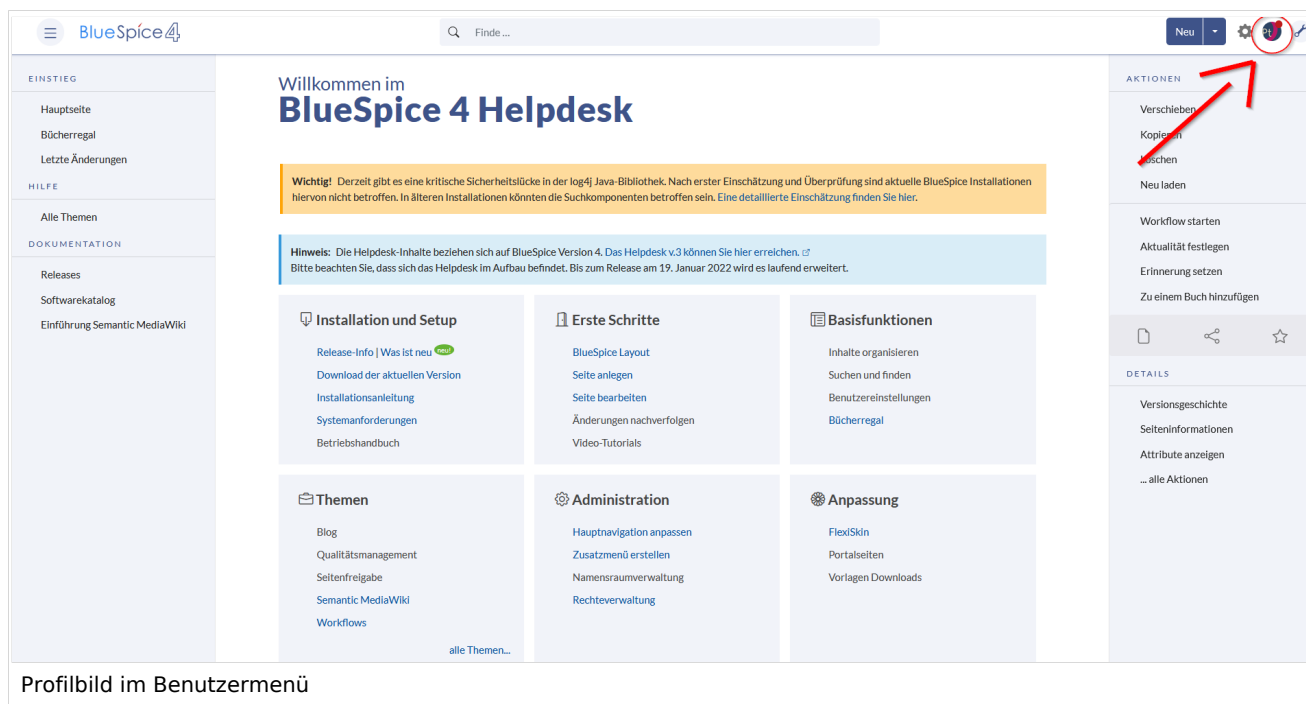 BlueSpice 4
Finde ...
Neu
Pt
EINSTIEG
Hauptseite
Bücherregal
Letzte Änderungen
HILFE
Alle Themen
DOKUMENTATION
Releases
Softwarekatalog
Einführung Semantic MediaWiki
Willkommen im
BlueSpice 4 Helpdesk
Wichtig! Derzeit gibt es eine kritische Sicherheitslücke in der log4j Java-Bibliothek. Nach erster Einschätzung und Überprüfung sind aktuelle BlueSpice Installationen
hiervon nicht betroffen. In älteren Installationen könnten die Suchkomponenten betroffen sein. Eine detaillierte Einschätzung finden Sie hier.
Hinweis: Die Helpdesk-Inhalte beziehen sich auf BlueSpice Version 4. Das Helpdesk v.3 können Sie hier erreichen.
Bitte beachten Sie, dass sich das Helpdesk im Aufbau befindet. Bis zum Release am 19. Januar 2022 wird es laufend erweitert.
Installation und Setup
Release-Info | Was ist neu neu!
Download der aktuellen Version
Installationsanleitung
Systemanforderungen
Betriebshandbuch
Erste Schritte
BlueSpice Layout
Seite anlegen
Seite bearbeiten
Änderungen nachverfolgen
Video-Tutorials
Basisfunktionen
Inhalte organisieren
Suchen und finden
Benutzereinstellungen
Bücherregal
Themen
Blog
Qualitätsmanagement
Seitenfreigabe
Semantic MediaWiki
Workflows
alle Themen...
Administration
Hauptnavigation anpassen
Zusatzmenü erstellen
Namensraumverwaltung
Rechteverwaltung
Anpassung
FlexiSkin
Portalseiten
Vorlagen Downloads
AKTIONEN
Verschieben
Kopieren
Löschen
Neu laden
Workflow starten
Aktualität festlegen
Erinnerung setzen
Zu einem Buch hinzufügen
DETAILS
Versionsgeschichte
Seiteninformationen
Attribute anzeigen
... alle Aktionen
Profilbild im Benutzermenü